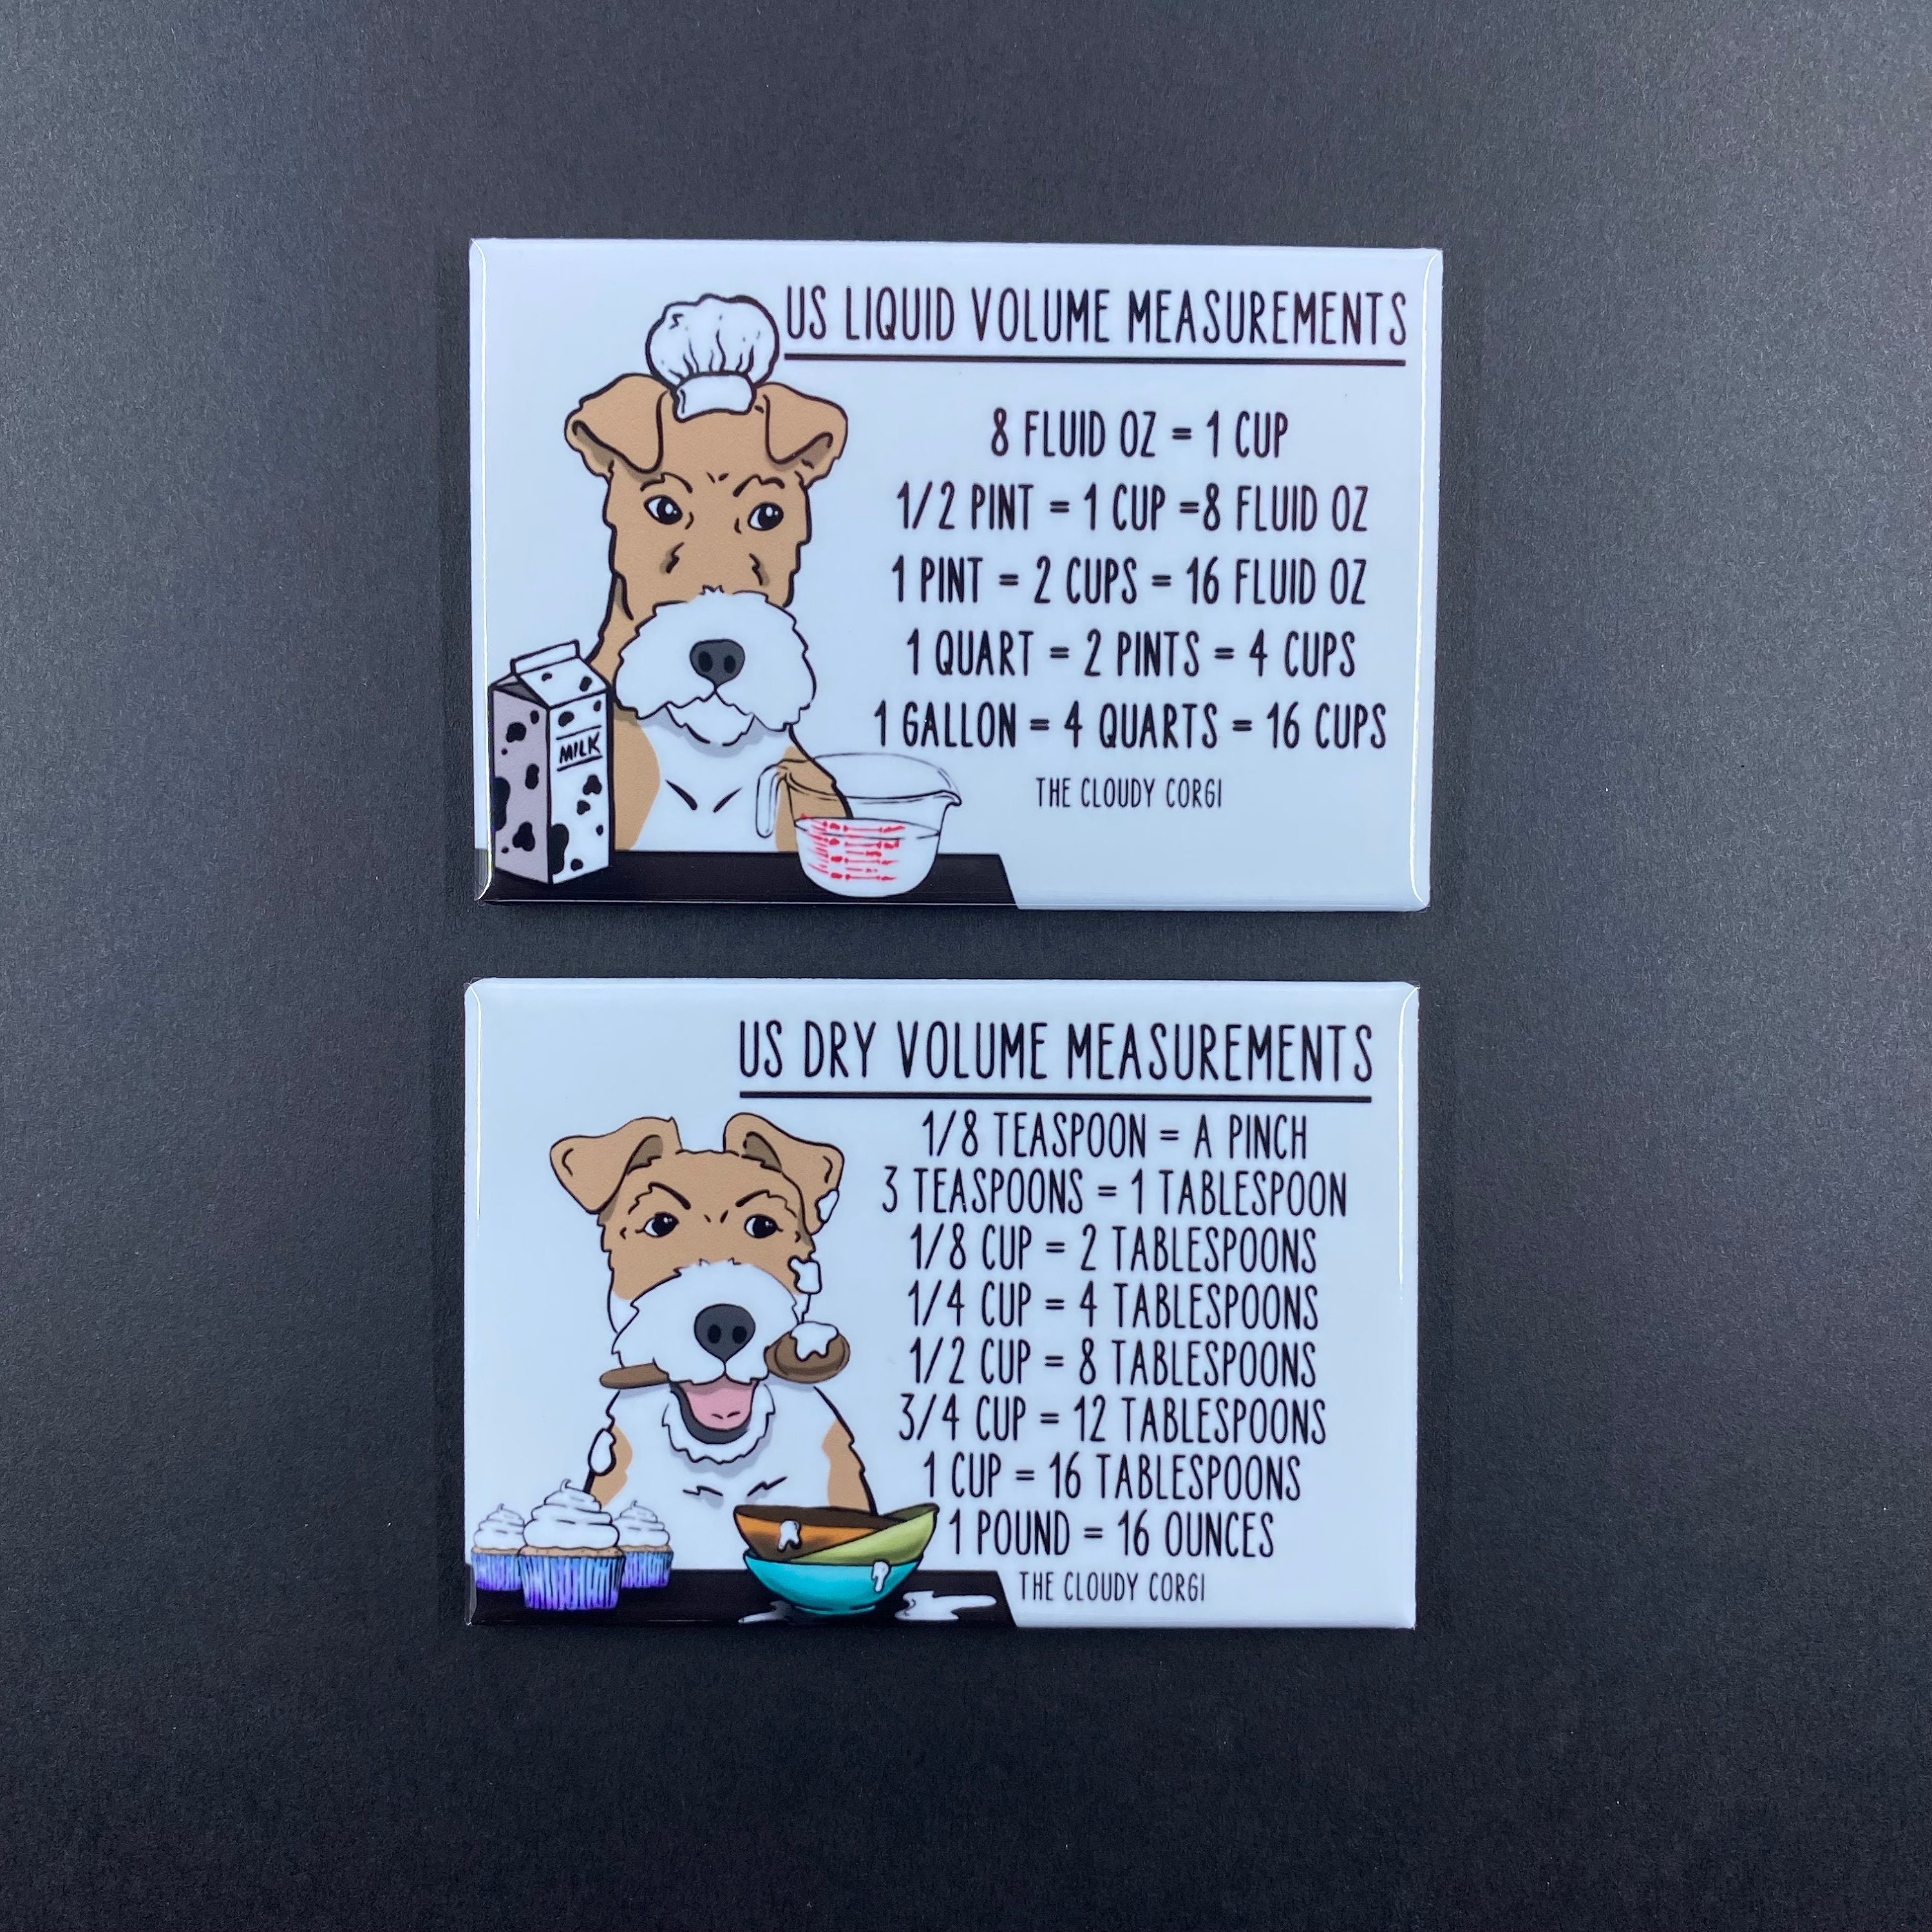 US LIQUID VOLUME MEASUREMENTS
8 FLUID OZ = 1 CUP
1/2 PINT = 1 CUP =8 FLUID OZ
1 PINT = 2 CUPS = 16 FLUID OZ
1 QUART = 2 PINTS = 4 CUPS
1 GALLON = 4 QUARTS = 16 CUPS
MILK
THE CLOUDY CORGI
US DRY VOLUME MEASUREMENTS
1/8 TEASPOON = A PINCH
3 TEASPOONS = 1 TABLESPOON
1/8 CUP = 2 TABLESPOONS
1/4 CUP = 4 TABLESPOONS
1/2 CUP = 8 TABLESPOONS
3/4 CUP = 12 TABLESPOONS
1 CUP = 16 TABLESPOONS
1 POUND = 16 OUNCES
THE CLOUDY CORGI